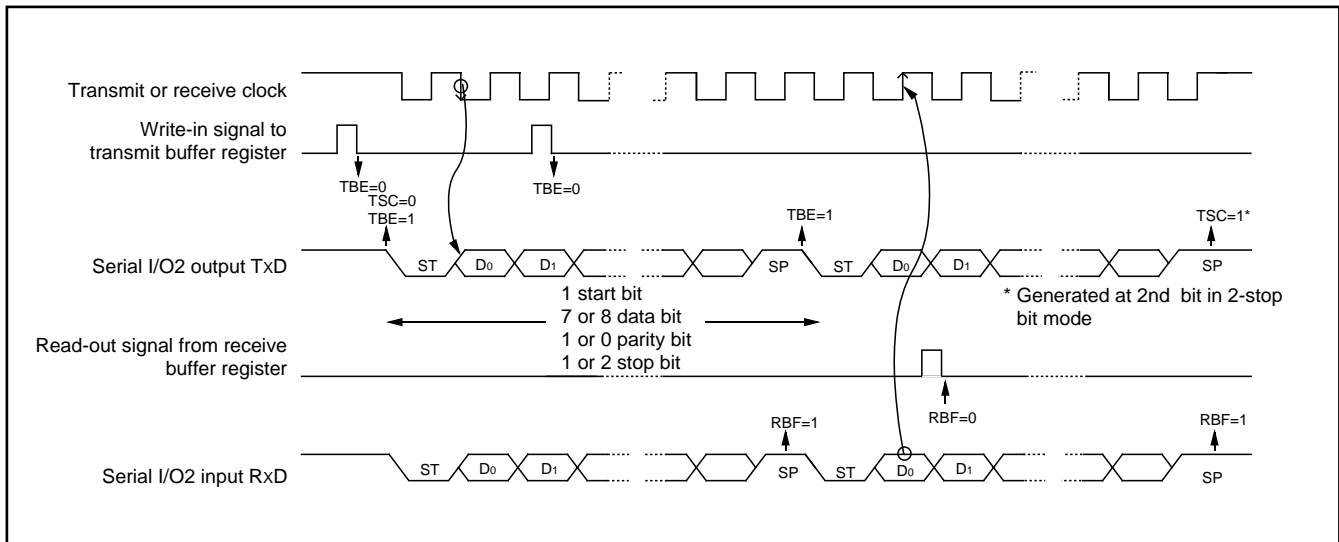 Transmit or receive clock
Write-in signal to
transmit buffer register
TBE=0
TSC=0
TBE=1
TBE=0
TBE=1
TSC=1*
Serial I/O2 output TxD
ST
D0
D1
SP
ST
D0
D1
SP
1 start bit
7 or 8 data bit
1 or 0 parity bit
1 or 2 stop bit
* Generated at 2nd bit in 2-stop
bit mode
Read-out signal from receive
buffer register
RBF=0
RBF=1
RBF=1
Serial I/O2 input RxD
ST
D0
D1
SP
ST
D0
D1
SP